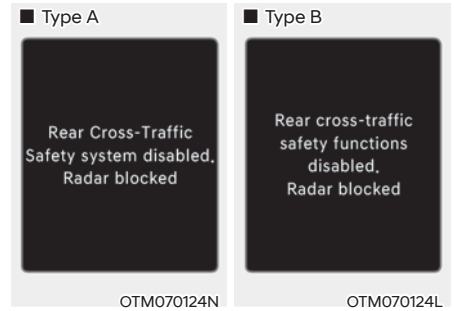 ■ Type A
Rear Cross-Traffic
Safety system disabled.
Radar blocked
OTM070124N
■ Type B
Rear cross-traffic
safety functions
disabled.
Radar blocked
OTM070124L